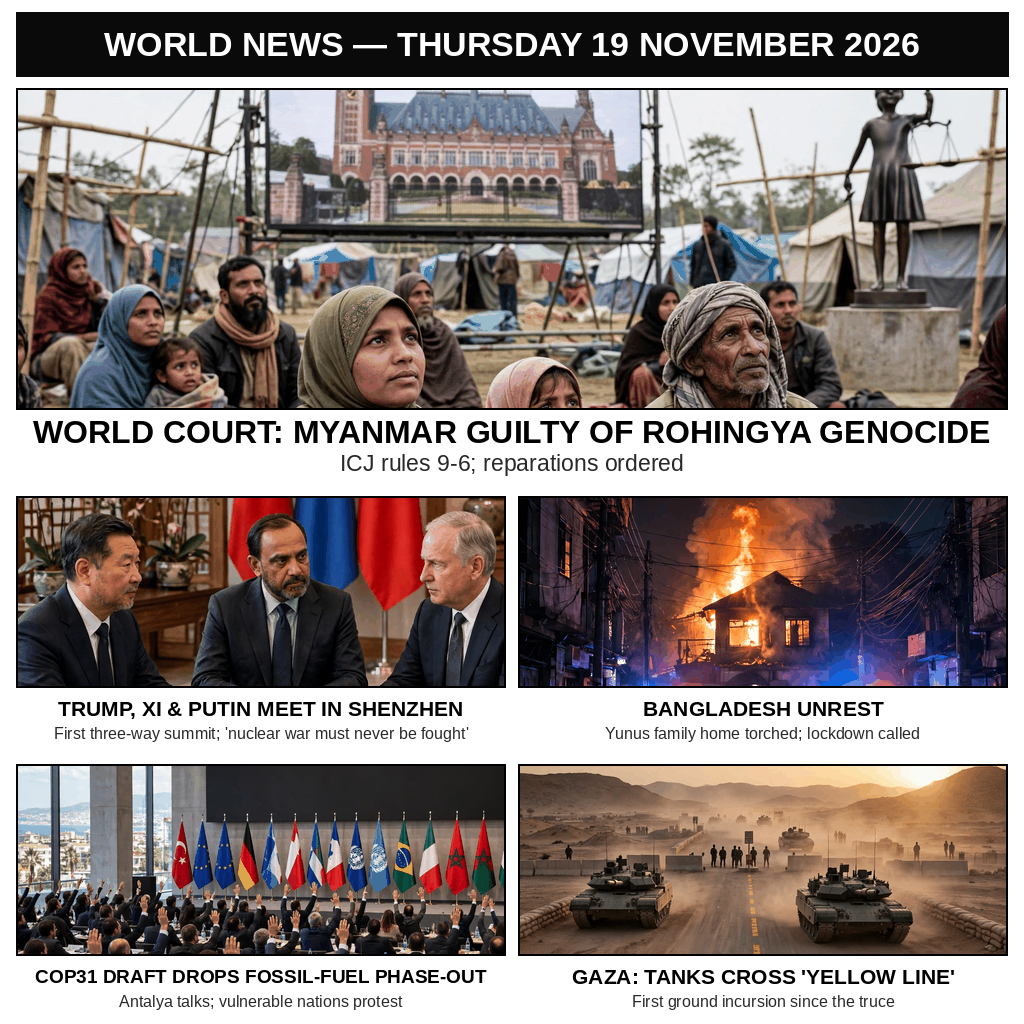 WORLD NEWS — THURSDAY 19 NOVEMBER 2026
WORLD COURT: MYANMAR GUILTY OF ROHINGYA GENOCIDE
ICJ rules 9-6; reparations ordered
TRUMP, XI & PUTIN MEET IN SHENZHEN
First three-way summit; 'nuclear war must never be fought'
BANGLADESH UNREST
Yunus family home torched; lockdown called
COP31 DRAFT DROPS FOSSIL-FUEL PHASE-OUT
Antalya talks; vulnerable nations protest
GAZA: TANKS CROSS 'YELLOW LINE'
First ground incursion since the truce